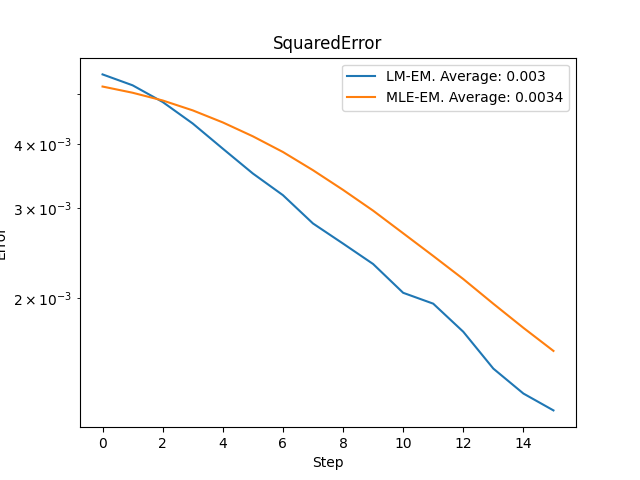 SquaredError
LM-EM. Average: 0.003
MLE-EM. Average: 0.0034
4 × 10⁻³
3 × 10⁻³
2 × 10⁻³
Error
0 2 4 6 8 10 12 14
Step